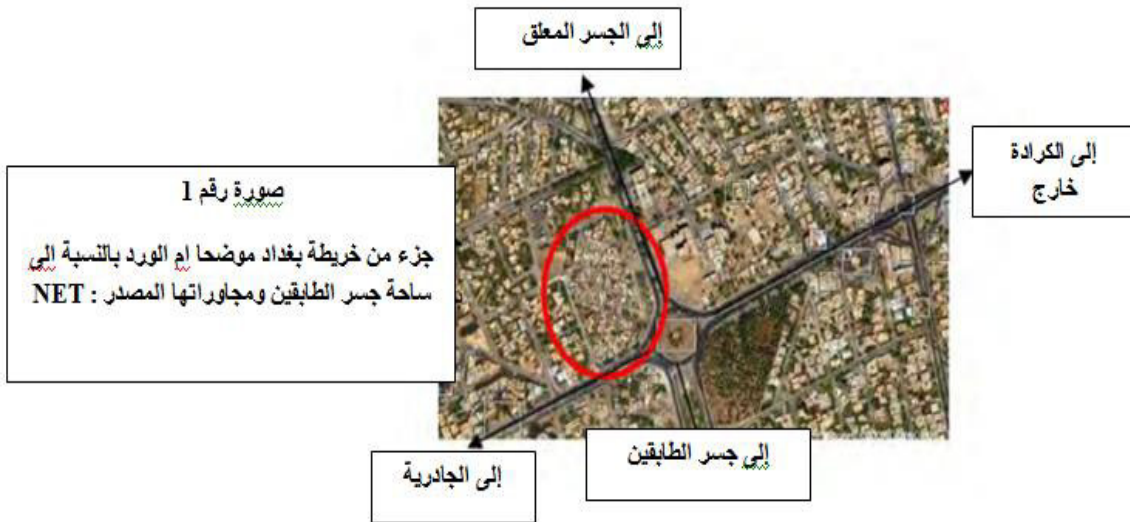 إلى الجسر المعلق
إلى الكرادة
خارج
صورة رقم 1
جزء من خريطة بغداد موضحا ام الورد بالنسبة الى
ساحة جسر الطابقين ومجاوراتها المصدر : NET
إلى جسر الطابقين
إلى الجادرية